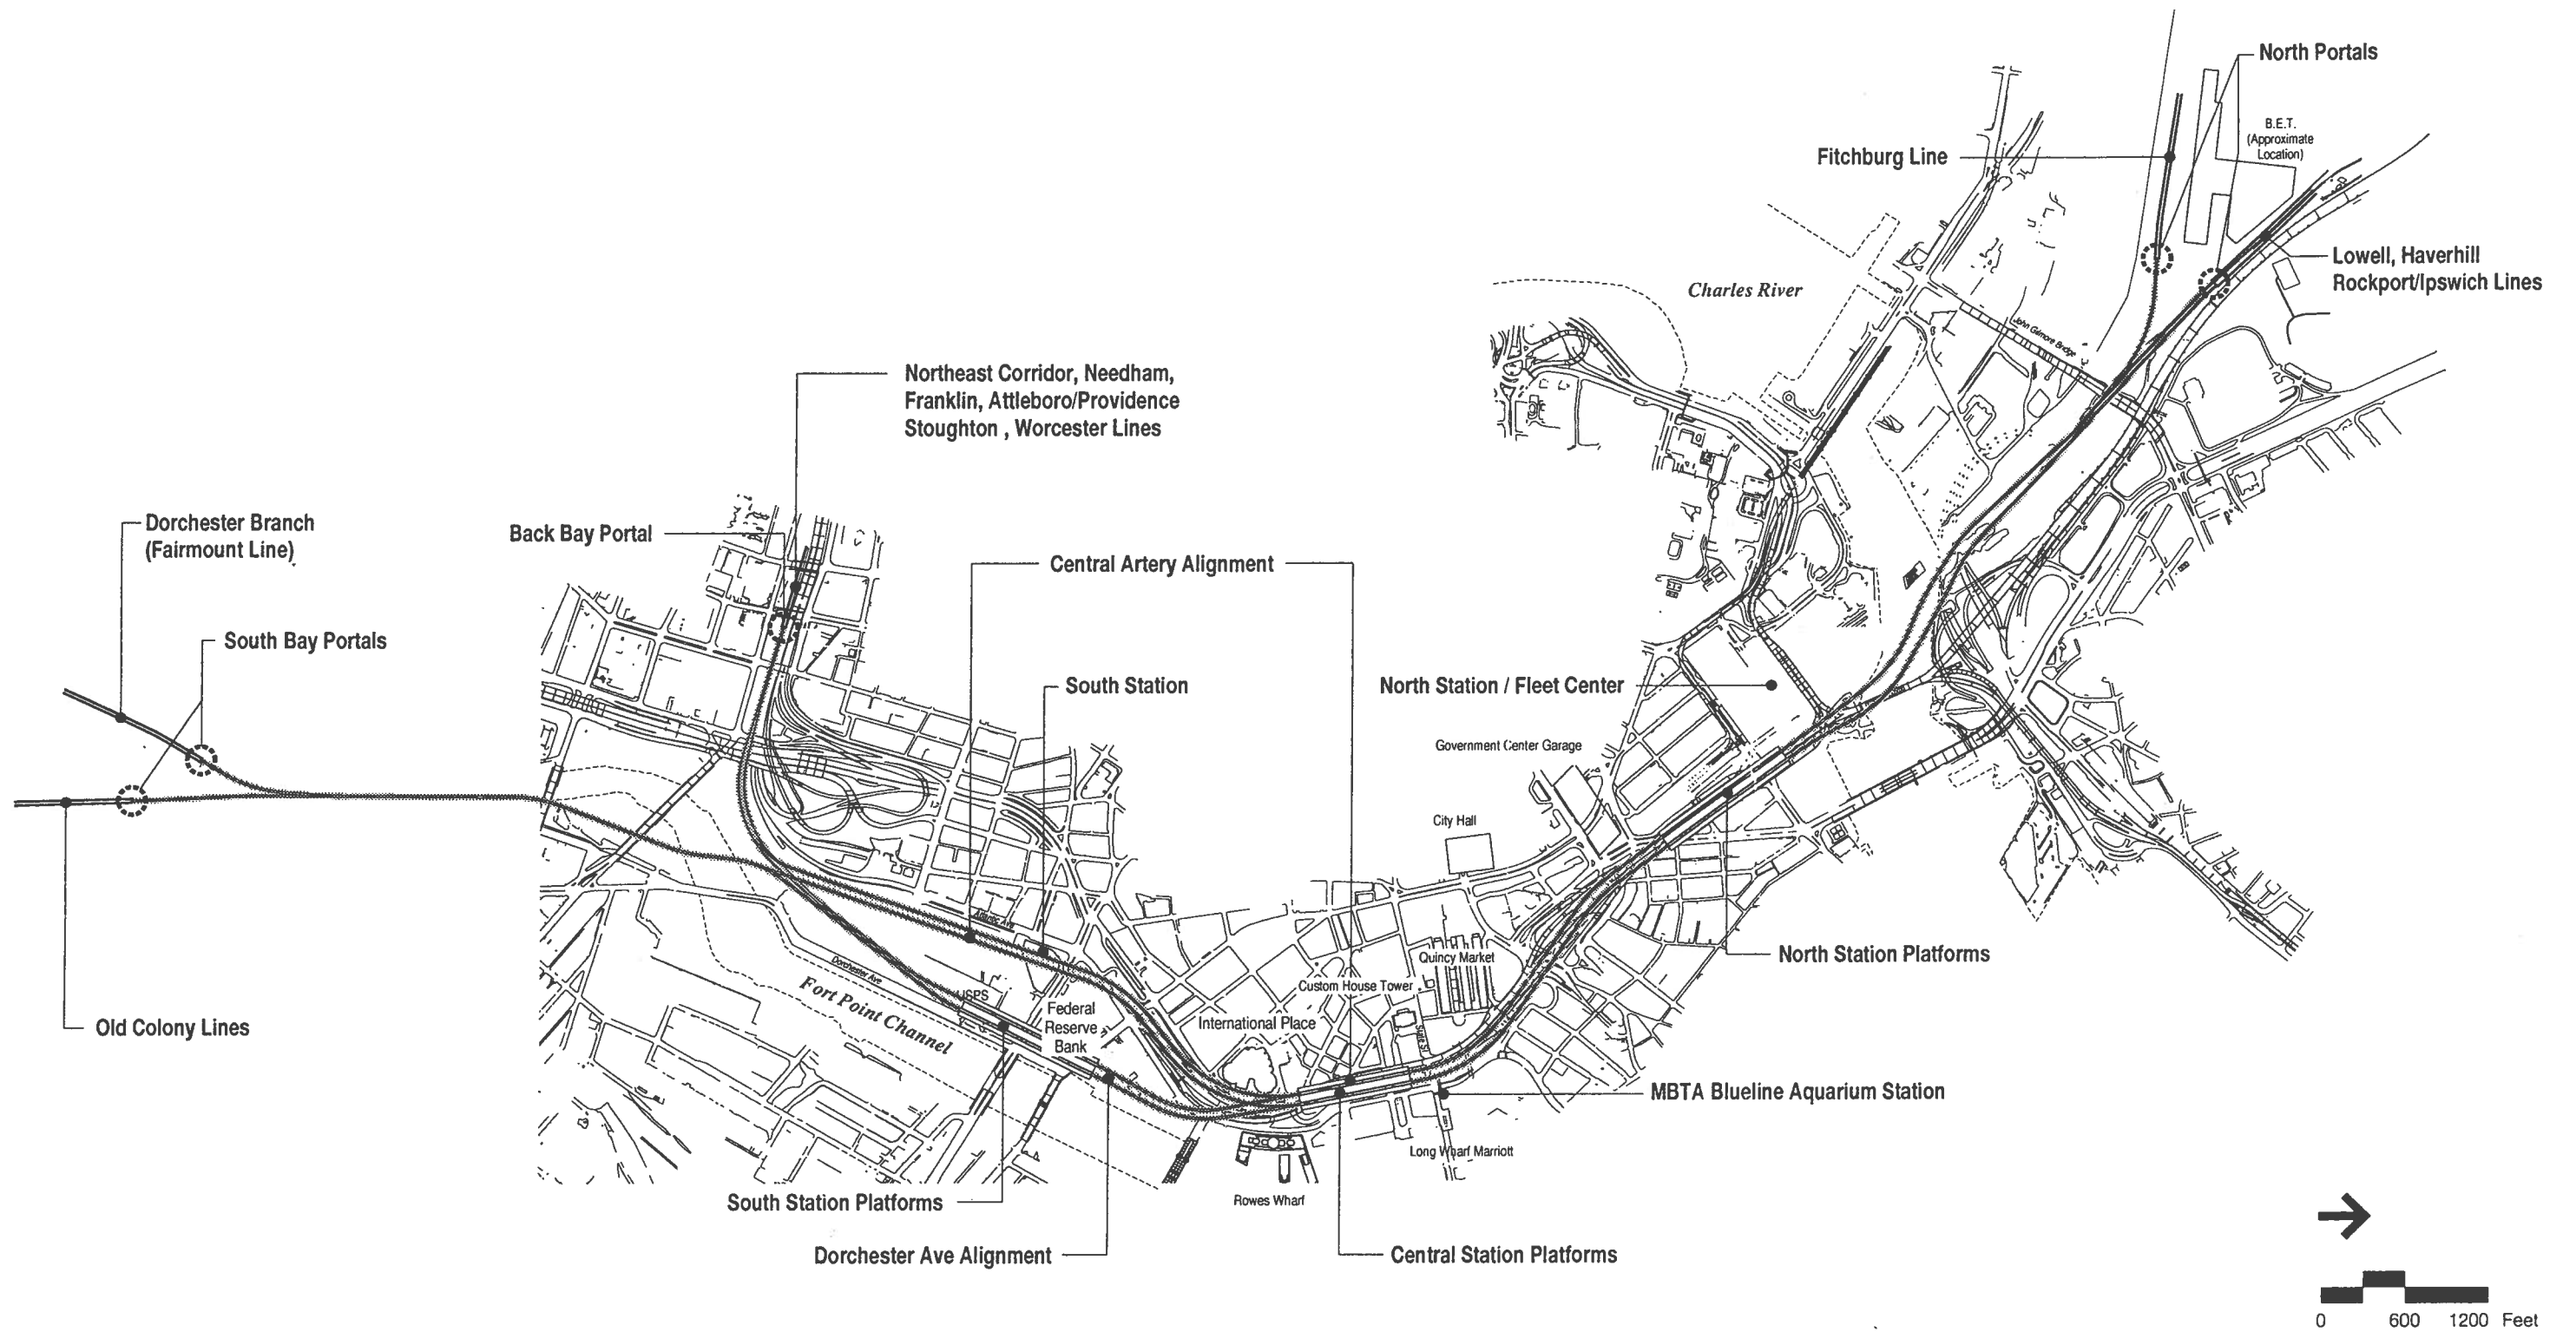 North Portals
B.E.T.
(Approximate
Location)
Fitchburg Line
Lowell, Haverhill
Rockport/Ipswich Lines
Charles River
John Gilmore Bridge
Northeast Corridor, Needham,
Franklin, Attleboro/Providence
Stoughton , Worcester Lines
Dorchester Branch
(Fairmount Line)
Back Bay Portal
Central Artery Alignment
South Bay Portals
South Station
North Station / Fleet Center
Government Center Garage
City Hall
Atlantic Ave
North Station Platforms
Quincy Market
Custom House Tower
Dorchester Ave
Fort Point Channel
USPS
Federal
Reserve
Bank
International Place
State St
Old Colony Lines
MBTA Blueline Aquarium Station
Long Wharf Marriott
Rowes Wharf
South Station Platforms
Dorchester Ave Alignment
Central Station Platforms
0 600 1200 Feet